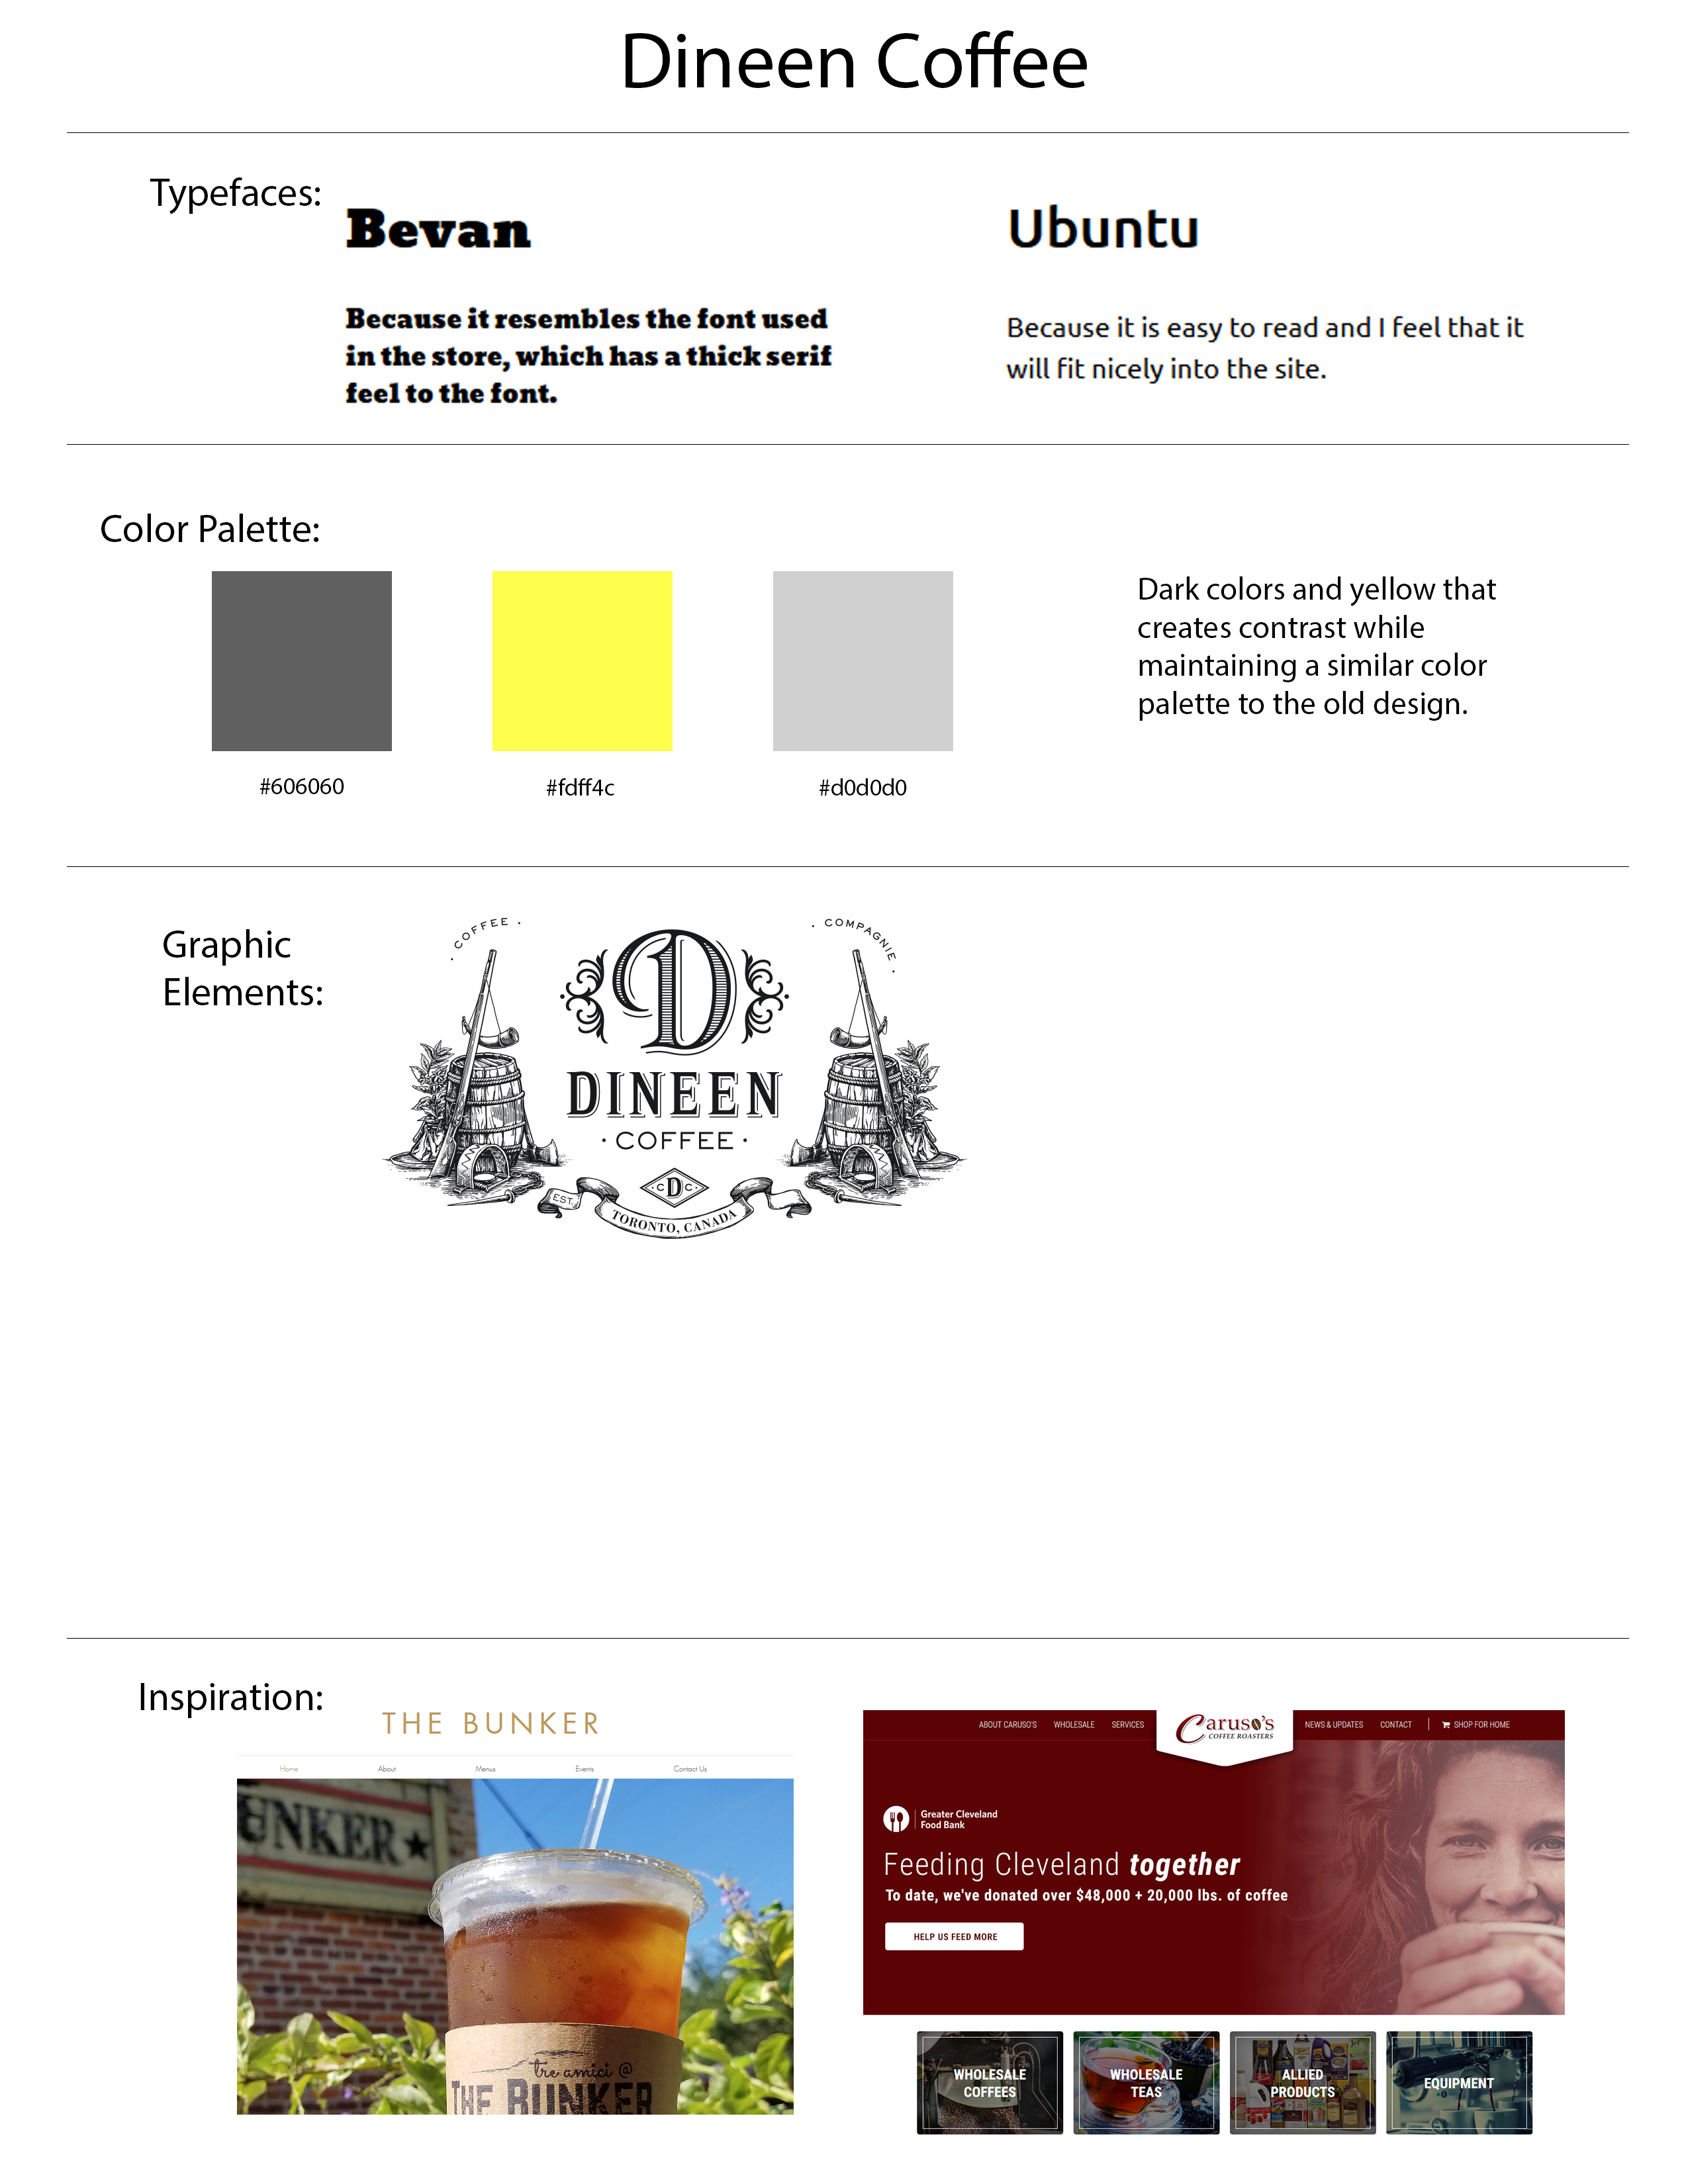 Dineen Coffee
Typefaces:
Bevan
Because it resembles the font used
in the store, which has a thick serif
feel to the font.
Ubuntu
Because it is easy to read and I feel that it
will fit nicely into the site.
Color Palette:
#606060
#fdff4c
#d0d0d0
Dark colors and yellow that
creates contrast while
maintaining a similar color
palette to the old design.
Graphic
Elements:
· COFFEE ·
· COMPAGNIE ·
D
DINEEN
· COFFEE ·
C D C
EST.
TORONTO, CANADA
Inspiration:
THE BUNKER
Home About Menus Events Contact Us
UNKER★
tre amici @
THE BUNKER
ABOUT CARUSO'S WHOLESALE SERVICES
Caruso's
COFFEE ROASTERS
NEWS & UPDATES CONTACT | SHOP FOR HOME
Greater Cleveland
Food Bank
Feeding Cleveland together
To date, we've donated over $48,000 + 20,000 lbs. of coffee
HELP US FEED MORE
WHOLESALE
COFFEES
WHOLESALE
TEAS
ALLIED
PRODUCTS
EQUIPMENT